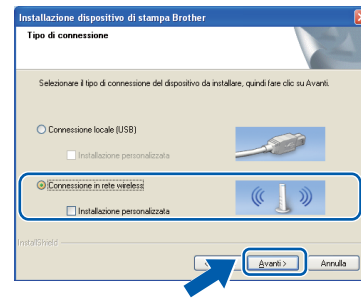 Installazione dispositivo di stampa Brother
Tipo di connessione
Selezionare il tipo di connessione del dispositivo da installare, quindi fare clic su Avanti.
Connessione locale (USB)
Installazione personalizzata
Connessione in rete wireless
Installazione personalizzata
InstallShield
Avanti >
Annulla